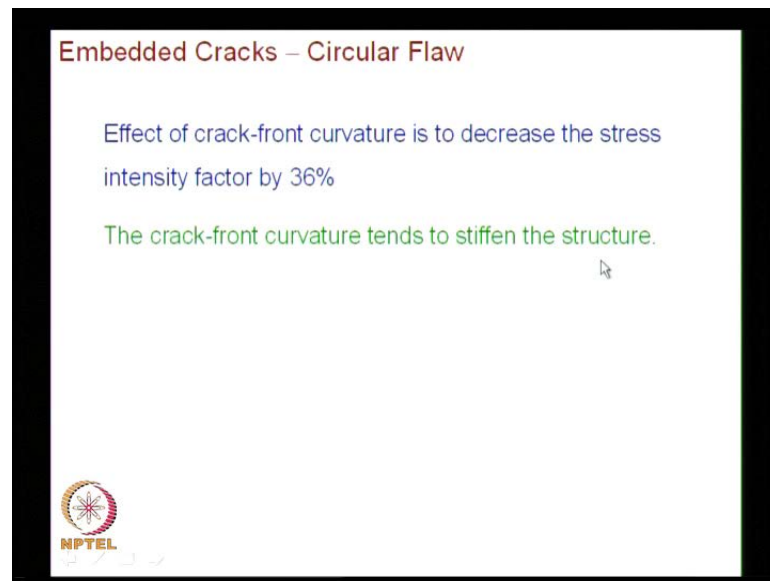 Embedded Cracks – Circular Flaw
Effect of crack-front curvature is to decrease the stress
intensity factor by 36%
The crack-front curvature tends to stiffen the structure.
NPTEL